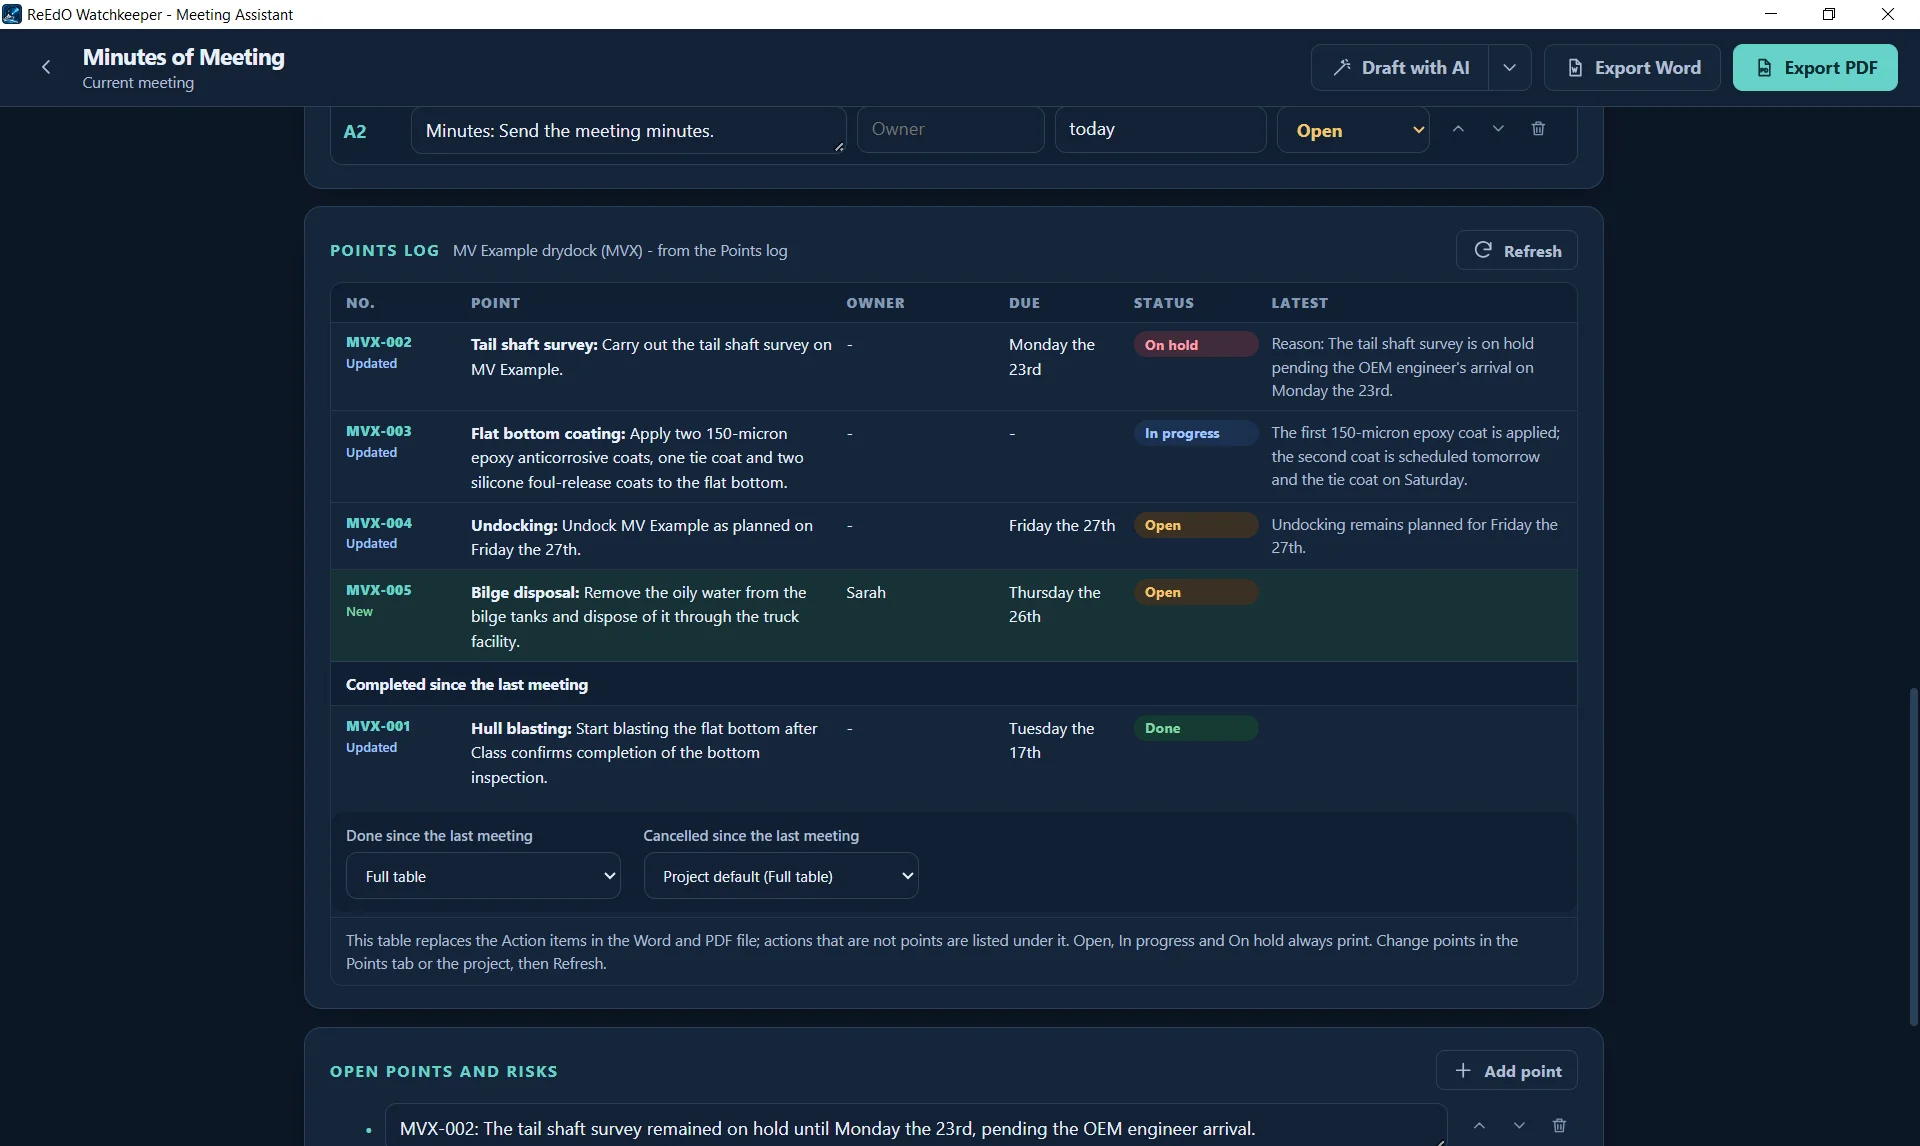 ReEdO Watchkeeper - Meeting Assistant
Minutes of Meeting
Current meeting
Draft with AI
Export Word
Export PDF
A2
Minutes: Send the meeting minutes.
Owner
today
Open
POINTS LOG MV Example drydock (MVX) - from the Points log
Refresh
NO. POINT OWNER DUE STATUS LATEST
MVX-002
Updated
Tail shaft survey: Carry out the tail shaft survey on
MV Example.
-
Monday the
23rd
On hold
Reason: The tail shaft survey is on hold
pending the OEM engineer's arrival on
Monday the 23rd.
MVX-003
Updated
Flat bottom coating: Apply two 150-micron
epoxy anticorrosive coats, one tie coat and two
silicone foul-release coats to the flat bottom.
-
-
In progress
The first 150-micron epoxy coat is applied;
the second coat is scheduled tomorrow
and the tie coat on Saturday.
MVX-004
Updated
Undocking: Undock MV Example as planned on
Friday the 27th.
-
Friday the 27th
Open
Undocking remains planned for Friday the
27th.
MVX-005
New
Bilge disposal: Remove the oily water from the
bilge tanks and dispose of it through the truck
facility.
Sarah
Thursday the
26th
Open
Completed since the last meeting
MVX-001
Updated
Hull blasting: Start blasting the flat bottom after
Class confirms completion of the bottom
inspection.
-
Tuesday the
17th
Done
Done since the last meeting
Full table
Cancelled since the last meeting
Project default (Full table)
This table replaces the Action items in the Word and PDF file; actions that are not points are listed under it. Open, In progress and On hold always print. Change points in the
Points tab or the project, then Refresh.
OPEN POINTS AND RISKS
Add point
MVX-002: The tail shaft survey remained on hold until Monday the 23rd, pending the OEM engineer arrival.